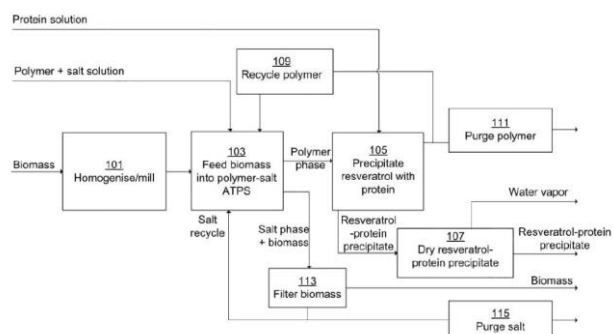 Protein solution
Polymer + salt solution
109
Recycle polymer
111
Purge polymer
Biomass
101
Homogenise/mill
103
Feed biomass
into polymer-salt
ATPS
Polymer
phase
105
Precipitate
resveratrol with
protein
Water vapor
Salt
recycle
Salt phase
+ biomass
Resveratrol
-protein
precipitate
107
Dry resveratrol-
protein precipitate
Resveratrol-protein
precipitate
113
Filter biomass
Biomass
115
Purge salt